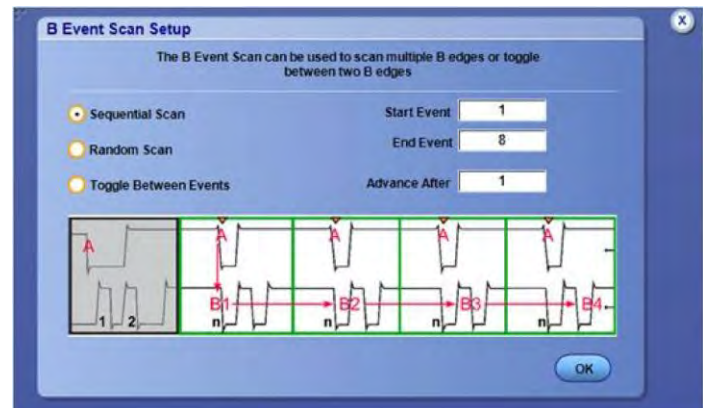 B Event Scan Setup
X
The B Event Scan can be used to scan multiple B edges or toggle
between two B edges
Sequential Scan
Start Event 1
Random Scan
End Event 8
Toggle Between Events
Advance After 1
A A A A A
B1 B2 B3 B4
1 2 n n n n
OK